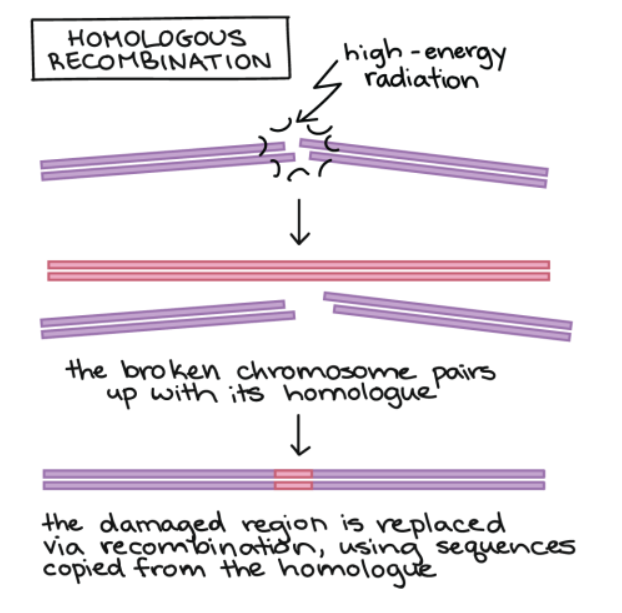 HOMOLOGOUS
RECOMBINATION
high-energy
radiation
the broken chromosome pairs
up with its homologue
the damaged region is replaced
via recombination, using sequences
copied from the homologue